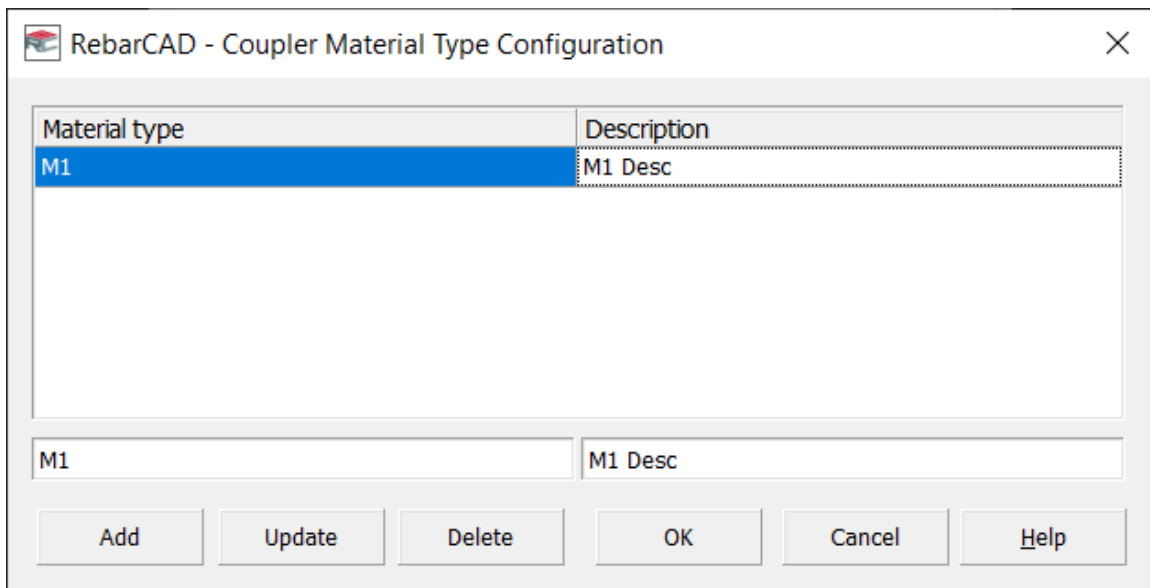 RebarCAD - Coupler Material Type Configuration
Material type Description
M1 M1 Desc
M1 M1 Desc
Add Update Delete OK Cancel Help